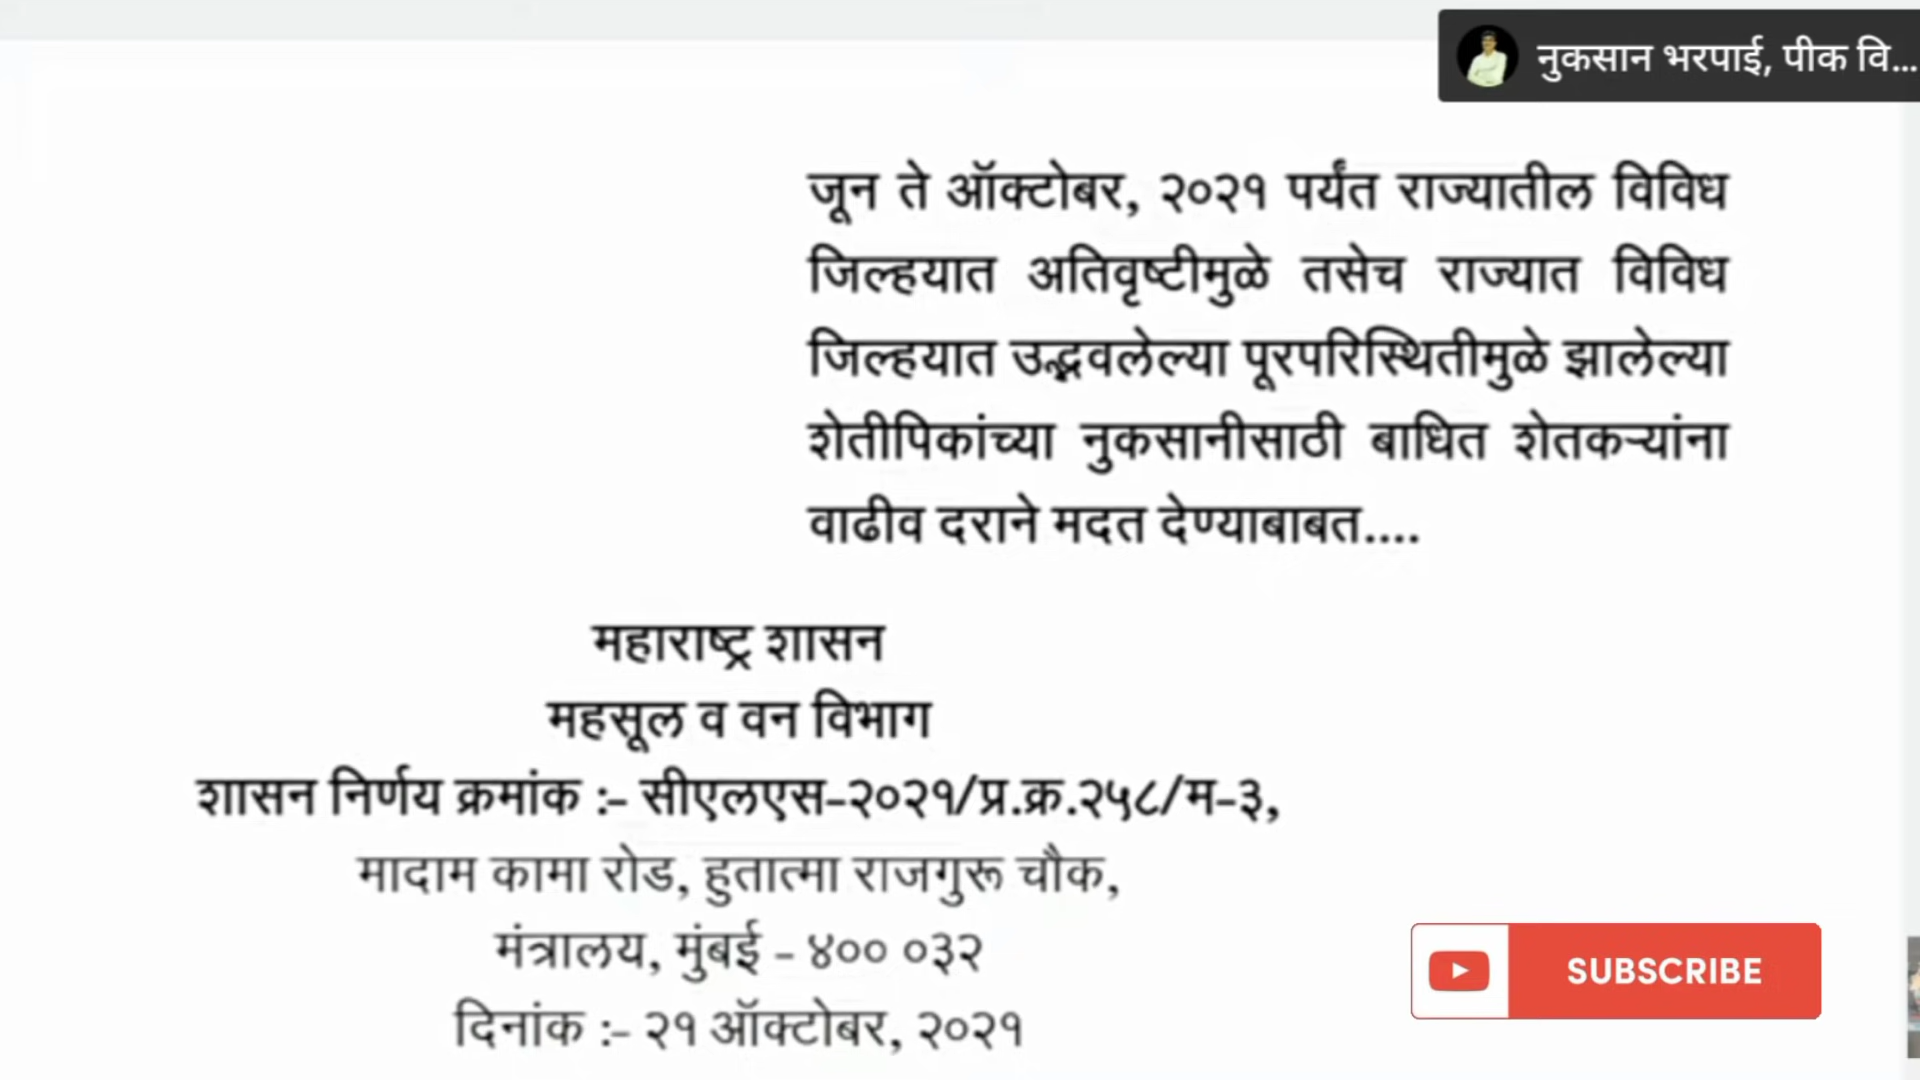 नुकसान भरपाई, पीक वि...
जून ते ऑक्टोबर, २०२१ पर्यंत राज्यातील विविध
जिल्हयात अतिवृष्टीमुळे तसेच राज्यात विविध
जिल्हयात उद्भवलेल्या पूरपरिस्थितीमुळे झालेल्या
शेतीपिकांच्या नुकसानीसाठी बाधित शेतकऱ्यांना
वाढीव दराने मदत देण्याबाबत....
महाराष्ट्र शासन
महसूल व वन विभाग
शासन निर्णय क्रमांक :- सीएलएस-२०२१/प्र.क्र.२५८/म-३,
मादाम कामा रोड, हुतात्मा राजगुरू चौक,
मंत्रालय, मुंबई - ४०० ०३२
दिनांक :- २१ ऑक्टोबर, २०२१
SUBSCRIBE